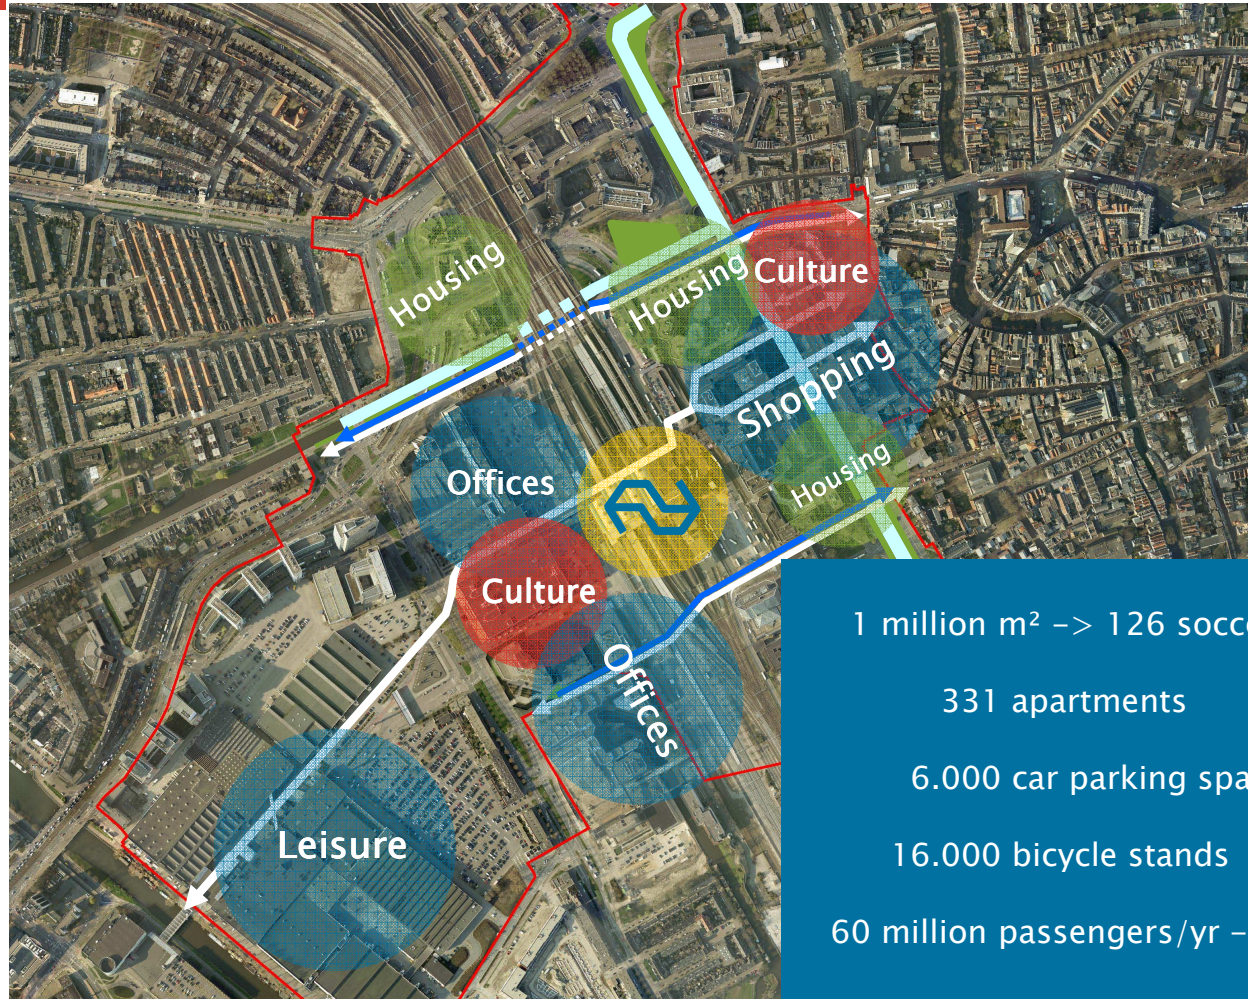 Housing
Housing
Culture
Shopping
Offices
Housing
Culture
Offices
Leisure
1 million m² –> 126 socce
331 apartments
6.000 car parking spa
16.000 bicycle stands
60 million passengers/yr –